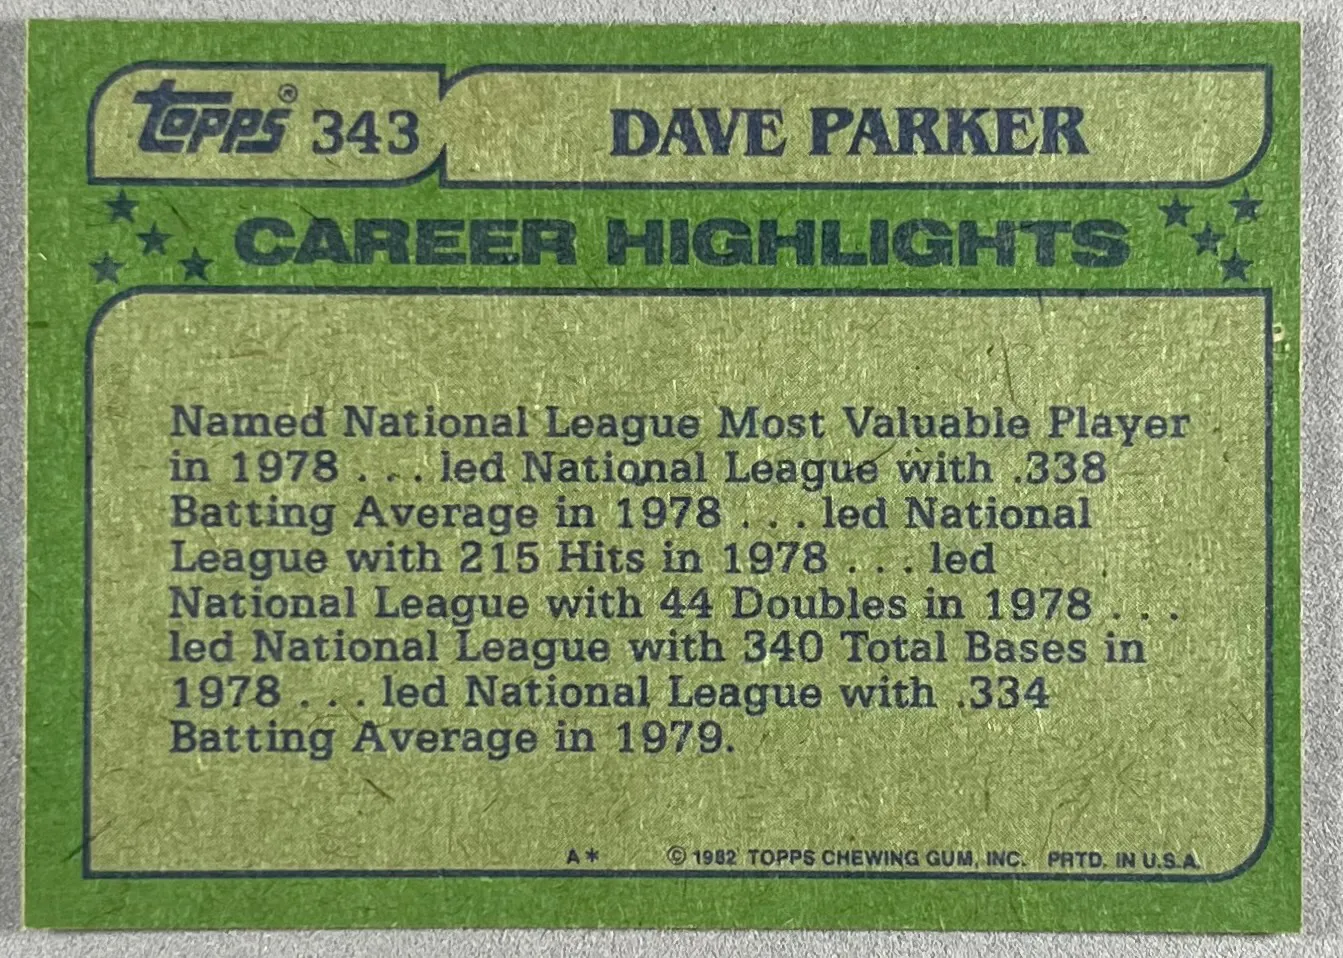 Topps® 343 DAVE PARKER
CAREER HIGHLIGHTS
Named National League Most Valuable Player
in 1978 . . . led National League with .338
Batting Average in 1978 . . . led National
League with 215 Hits in 1978 . . . led
National League with 44 Doubles in 1978 . . .
led National League with 340 Total Bases in
1978 . . . led National League with .334
Batting Average in 1979.
A* © 1982 TOPPS CHEWING GUM, INC. PRTD. IN U.S.A.